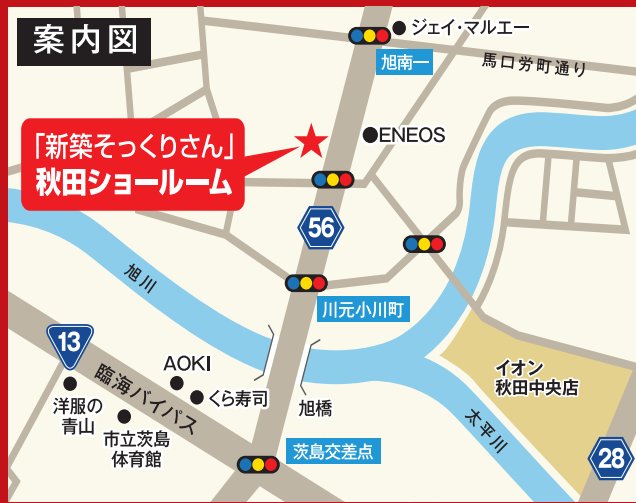 案内図
ジェイ・マルエー
旭南一
馬口労町通り
ENEOS
「新築そっくりさん」
秋田ショールーム
56
旭川
川元小川町
13
臨海バイパス
AOKI
くら寿司
旭橋
洋服の
青山
市立茨島
体育館
茨島交差点
イオン
秋田中央店
太平川
28